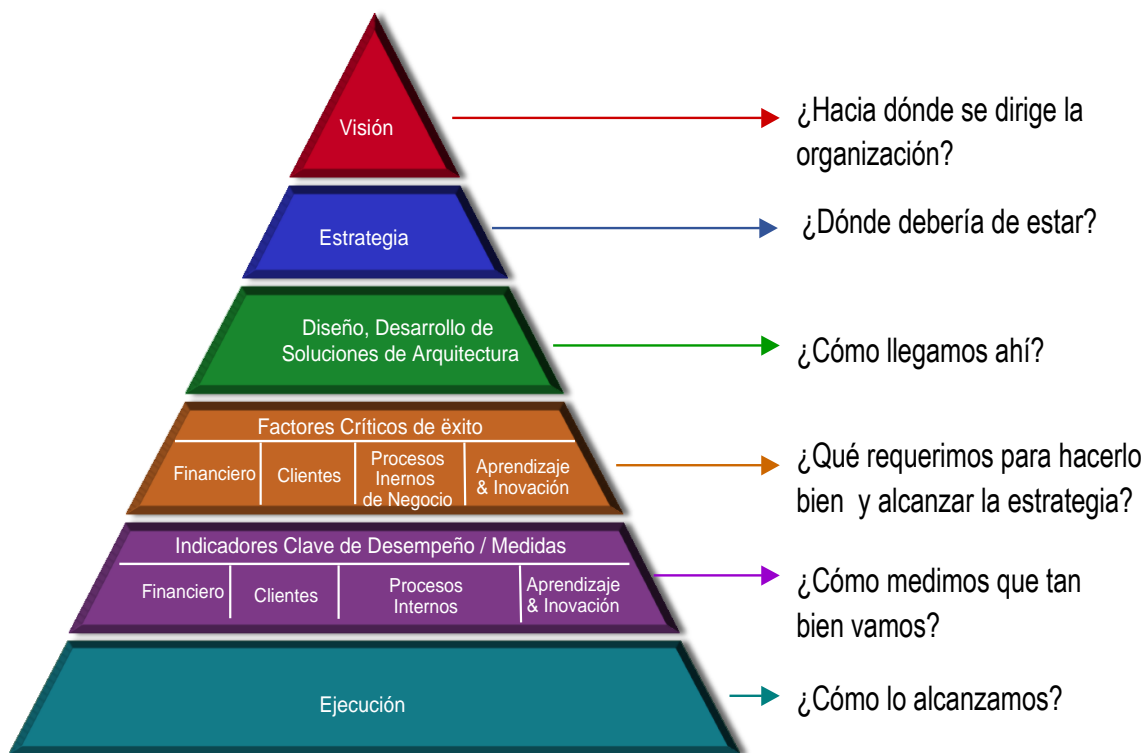 Visión
¿Hacia dónde se dirige la
organización?
Estrategia
¿Dónde debería de estar?
Diseño, Desarrollo de
Soluciones de Arquitectura
¿Cómo llegamos ahí?
Factores Críticos de ëxito
Financiero
Clientes
Procesos
Inernos
de Negocio
Aprendizaje
& Inovación
¿Qué requerimos para hacerlo
bien y alcanzar la estrategia?
Indicadores Clave de Desempeño / Medidas
Financiero
Clientes
Procesos
Internos
Aprendizaje
& Inovación
¿Cómo medimos que tan
bien vamos?
Ejecución
¿Cómo lo alcanzamos?